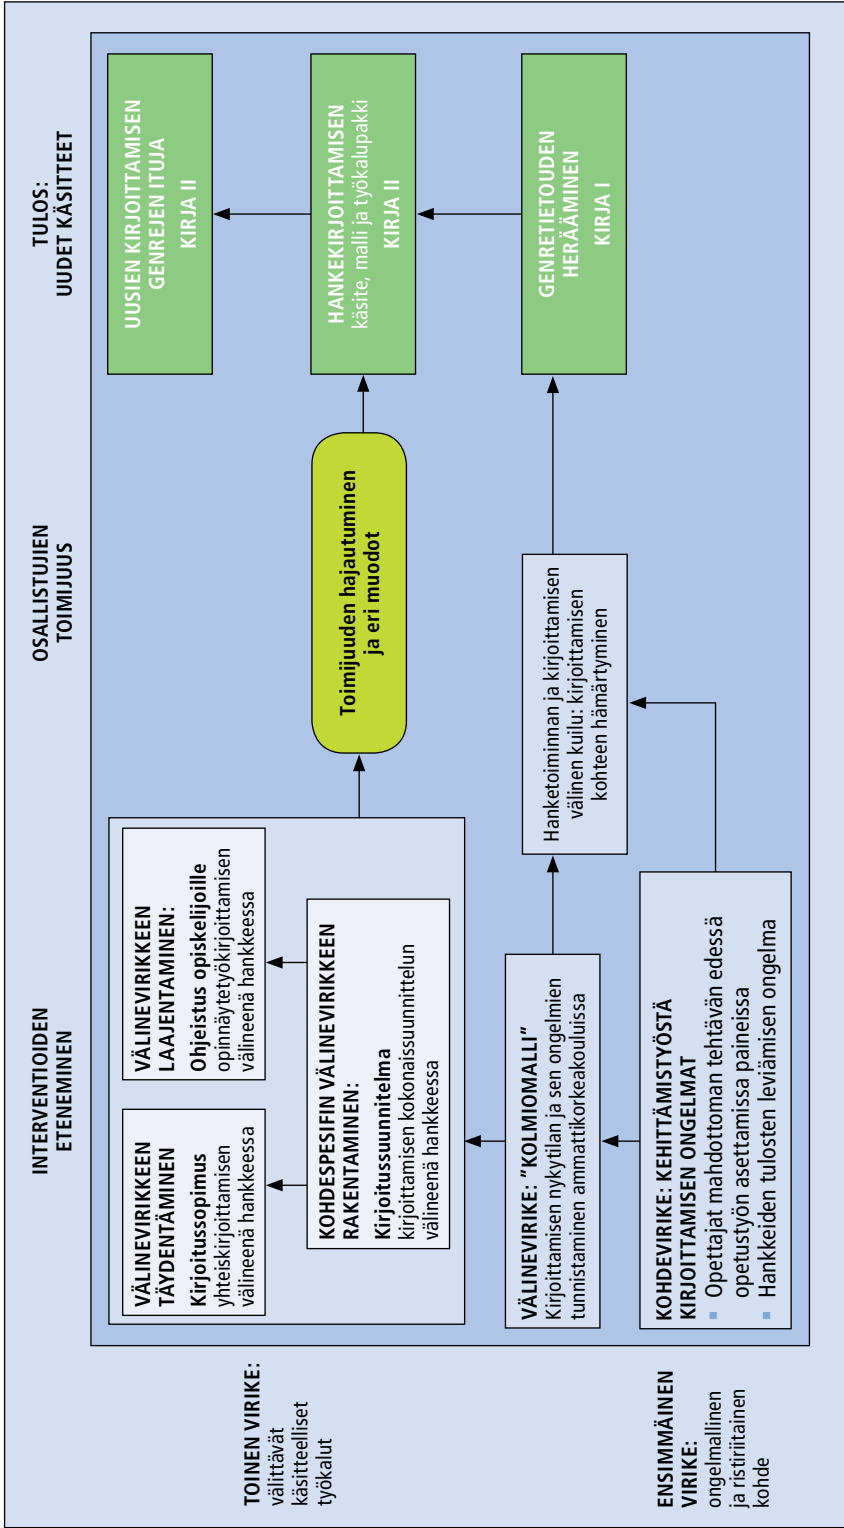 INTERVENTIOIDEN
ETENEMINEN
OSALLISTUJIEN
TOIMIJUUS
TULOS:
UUDET KÄSITTEET
TOINEN VIRIKE:
välittävät
käsitteelliset
työkalut
VÄLINEVIRIKKEEN
TÄYDENTÄMINEN
Kirjoitussopimus
yhteiskirjoittamisen
välineenä hankkeessa
VÄLINEVIRIKKEEN
LAAJENTAMINEN:
Ohjeistus opiskelijoille
opinnäytetyökirjoittamisen
välineenä hankkeessa
KOHDESPESIFIN VÄLINEVIRIKKEEN
RAKENTAMINEN:
Kirjoitussuunnitelma
kirjoittamisen kokonaissuunnittelun
välineenä hankkeessa
Toimijuuden hajautuminen
ja eri muodot
UUSIEN KIRJOITTAMISEN
GENREJEN ITUJA
KIRJA II
HANKEKIRJOITTAMISEN
käsite, malli ja työkalupakki
KIRJA II
VÄLINEVIRIKE: ”KOLMIOMALLI”
Kirjoittamisen nykytilan ja sen ongelmien
tunnistaminen ammattikorkeakouluissa
Hanketoiminnan ja kirjoittamisen
välinen kuilu: kirjoittamisen
kohteen hämärtyminen
GENRETIETOUDEN
HERÄÄMINEN
KIRJA I
ENSIMMÄINEN
VIRIKE:
ongelmallinen
ja ristiriitainen
kohde
KOHDEVIRIKE: KEHITTÄMISTYÖSTÄ
KIRJOITTAMISEN ONGELMAT
▪ Opettajat mahdottoman tehtävän edessä
opetustyön asettamissa paineissa
▪ Hankkeiden tulosten leviämisen ongelma